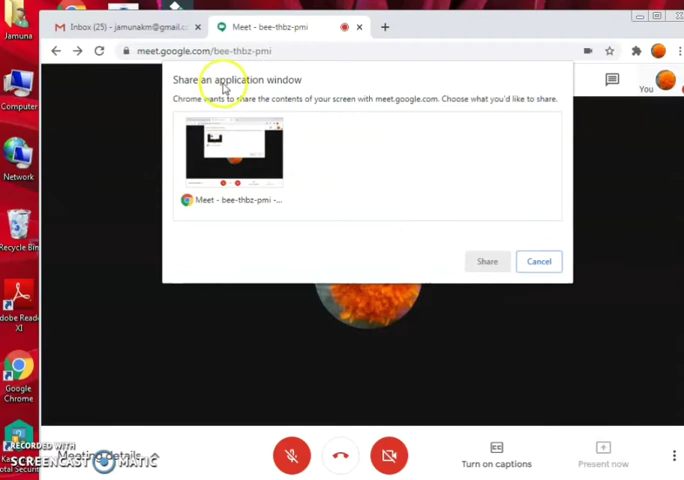 Jamuna
Inbox (25) - jamunakm@gmail.c
Meet - bee-thbz-pmi
meet.google.com/bee-thbz-pmi
Share an application window
You
Chrome wants to share the contents of your screen with meet.google.com. Choose what you'd like to share.
Computer
Network
Meet - bee-thbz-pmi -...
Recycle Bin
Share
Cancel
dobe Reade
XI
Google
Chrome
RECORDED WITH
SCREENCAST MATIC
Meeting details
Turn on captions
Present now
Total Securit